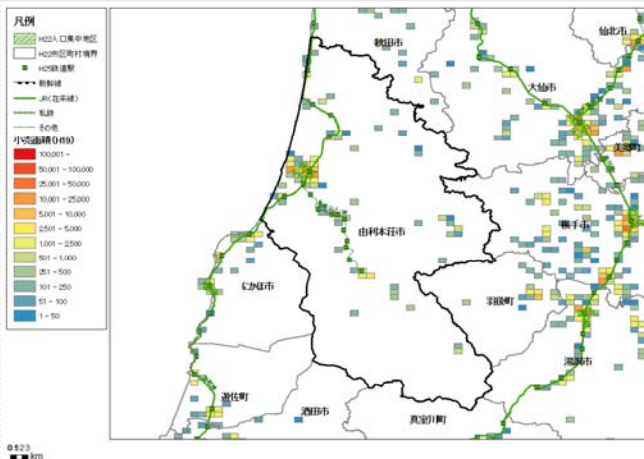 凡例
H22人口集中地区
H22市区町村境界
H25鉄道駅
新幹線
JR(在来線)
私鉄
その他
小売面積(H19)
100,001 -
50,001 - 100,000
25,001 - 50,000
10,001 - 25,000
5,001 - 10,000
2,501 - 5,000
1,001 - 2,500
501 - 1,000
251 - 500
101 - 250
51 - 100
1 - 50
秋田市
仙北市
大仙市
美郷町
横手市
由利本荘市
にかほ市
羽後町
湯沢市
遊佐町
酒田市
真室川町
km